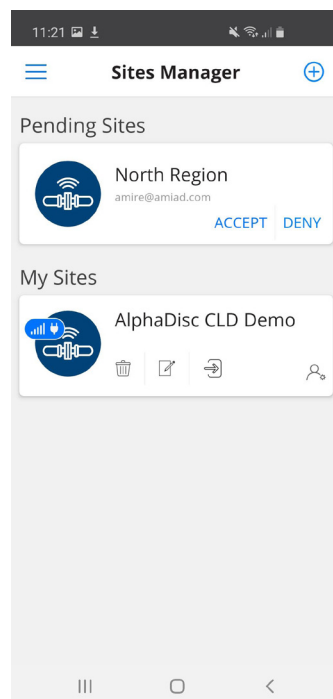 11:21
Sites Manager
Pending Sites
North Region
amire@amiad.com
ACCEPT DENY
My Sites
AlphaDisc CLD Demo